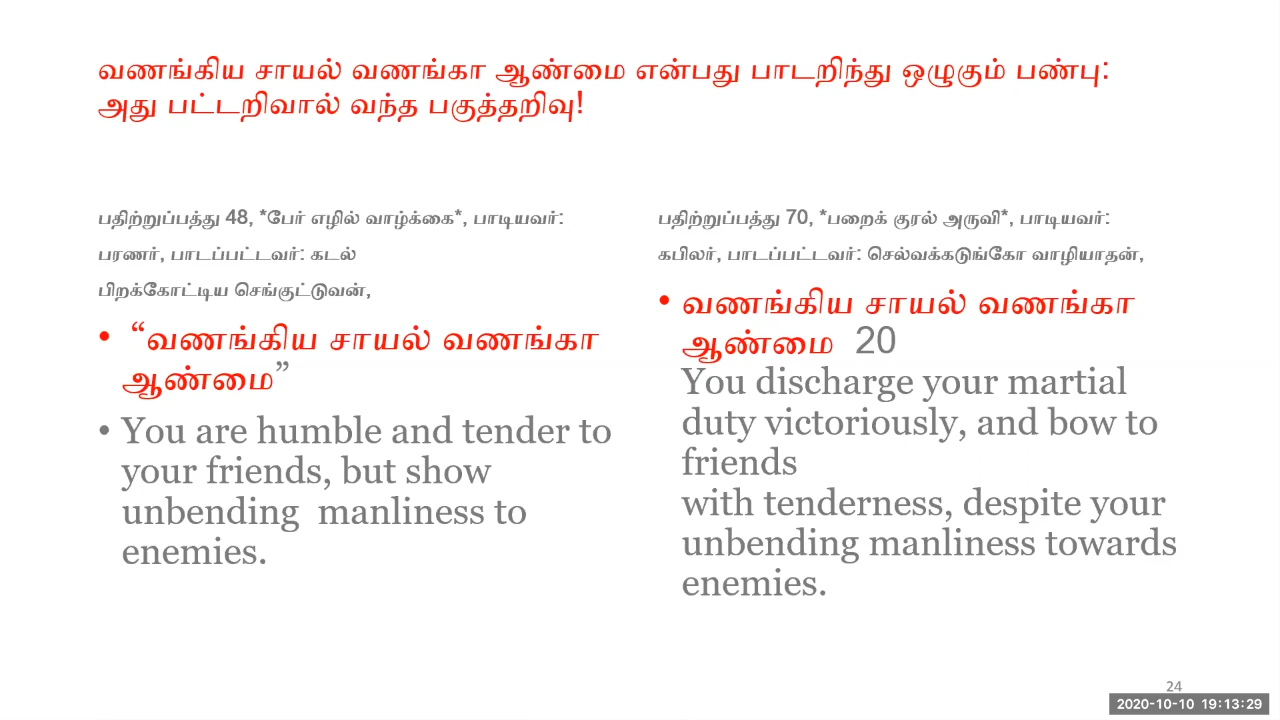 வணங்கிய சாயல் வணங்கா ஆண்மை என்பது பாடறிந்து ஒழுகும் பண்பு:
அது பட்டறிவால் வந்த பகுத்தறிவு!
பதிற்றுப்பத்து 48, *பேர் எழில் வாழ்க்கை*, பாடியவர்:
பரணர், பாடப்பட்டவர்: கடல்
பிறக்கோட்டிய செங்குட்டுவன்,
• “வணங்கிய சாயல் வணங்கா
ஆண்மை”
• You are humble and tender to
your friends, but show
unbending manliness to
enemies.
பதிற்றுப்பத்து 70, *பறைக் குரல் அருவி*, பாடியவர்:
கபிலர், பாடப்பட்டவர்: செல்வக்கடுங்கோ வாழியாதன்,
• வணங்கிய சாயல் வணங்கா
ஆண்மை 20
You discharge your martial
duty victoriously, and bow to
friends
with tenderness, despite your
unbending manliness towards
enemies.
24
2020-10-10 19:13:29